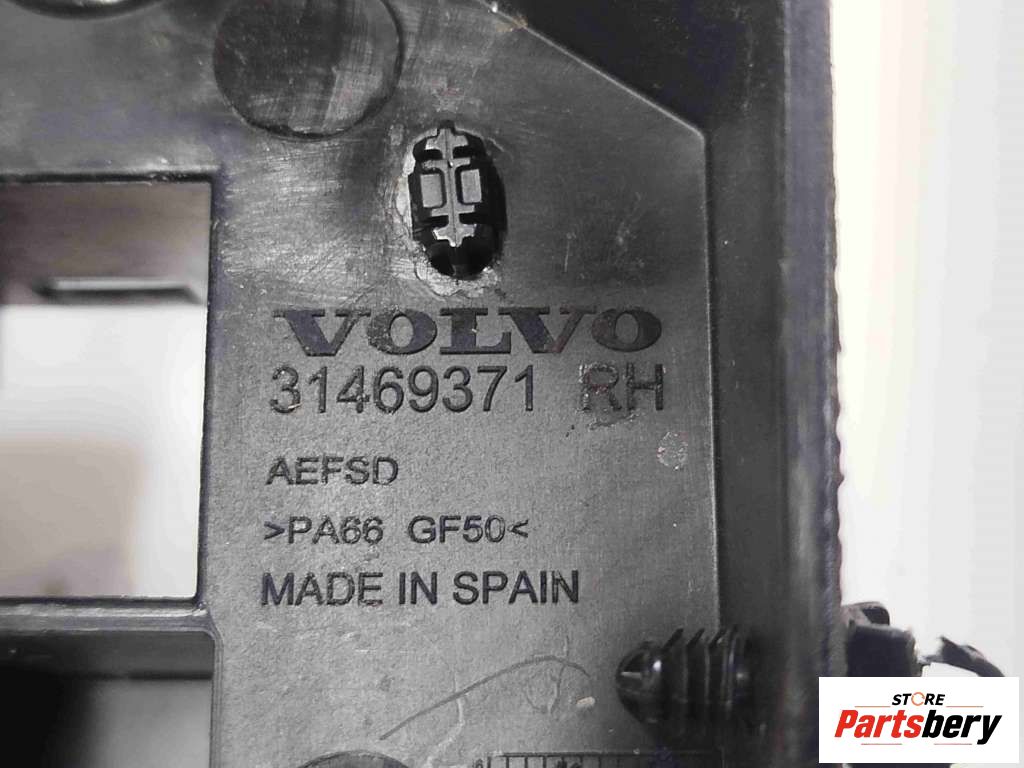 VOLVO
31469371 RH
AEFSD
>PA66 GF50<
MADE IN SPAIN
STORE
Partsbery